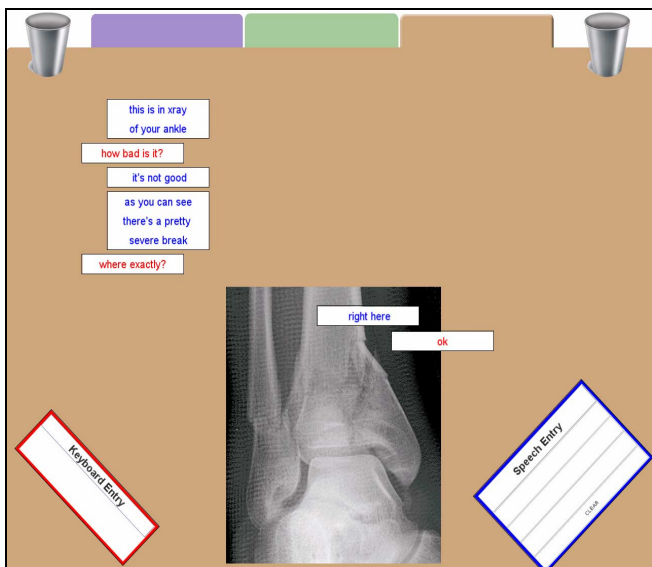 this is in xray
of your ankle
how bad is it?
it's not good
as you can see
there's a pretty
severe break
where exactly?
right here
ok
Keyboard Entry
Speech Entry
CLEAR